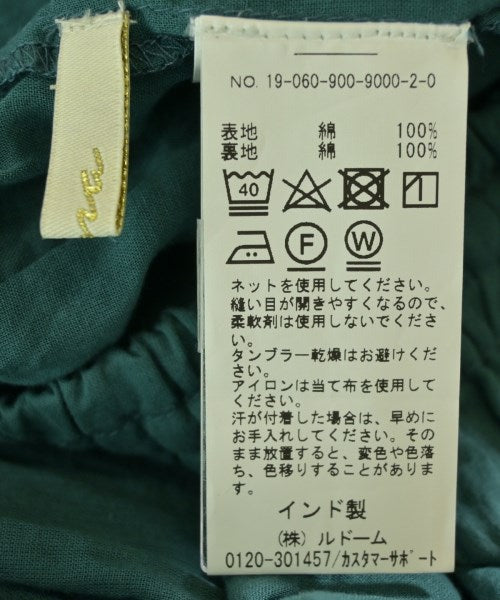 NO. 19-060-900-9000-2-0
表地 綿 100%
裏地 綿 100%
40
F
W
ネットを使用してください。
縫い目が開きやすくなるので、
柔軟剤は使用しないでくださ
い。
タンブラー乾燥はお避けくだ
さい。
アイロンは当て布を使用して
ください。
汗が付着した場合は、早めに
お手入れしてください。その
まま放置すると、変色や色落
ち、色移りすることがありま
す。
インド製
(株) ルドーム
0120-301457/カスタマーサポート